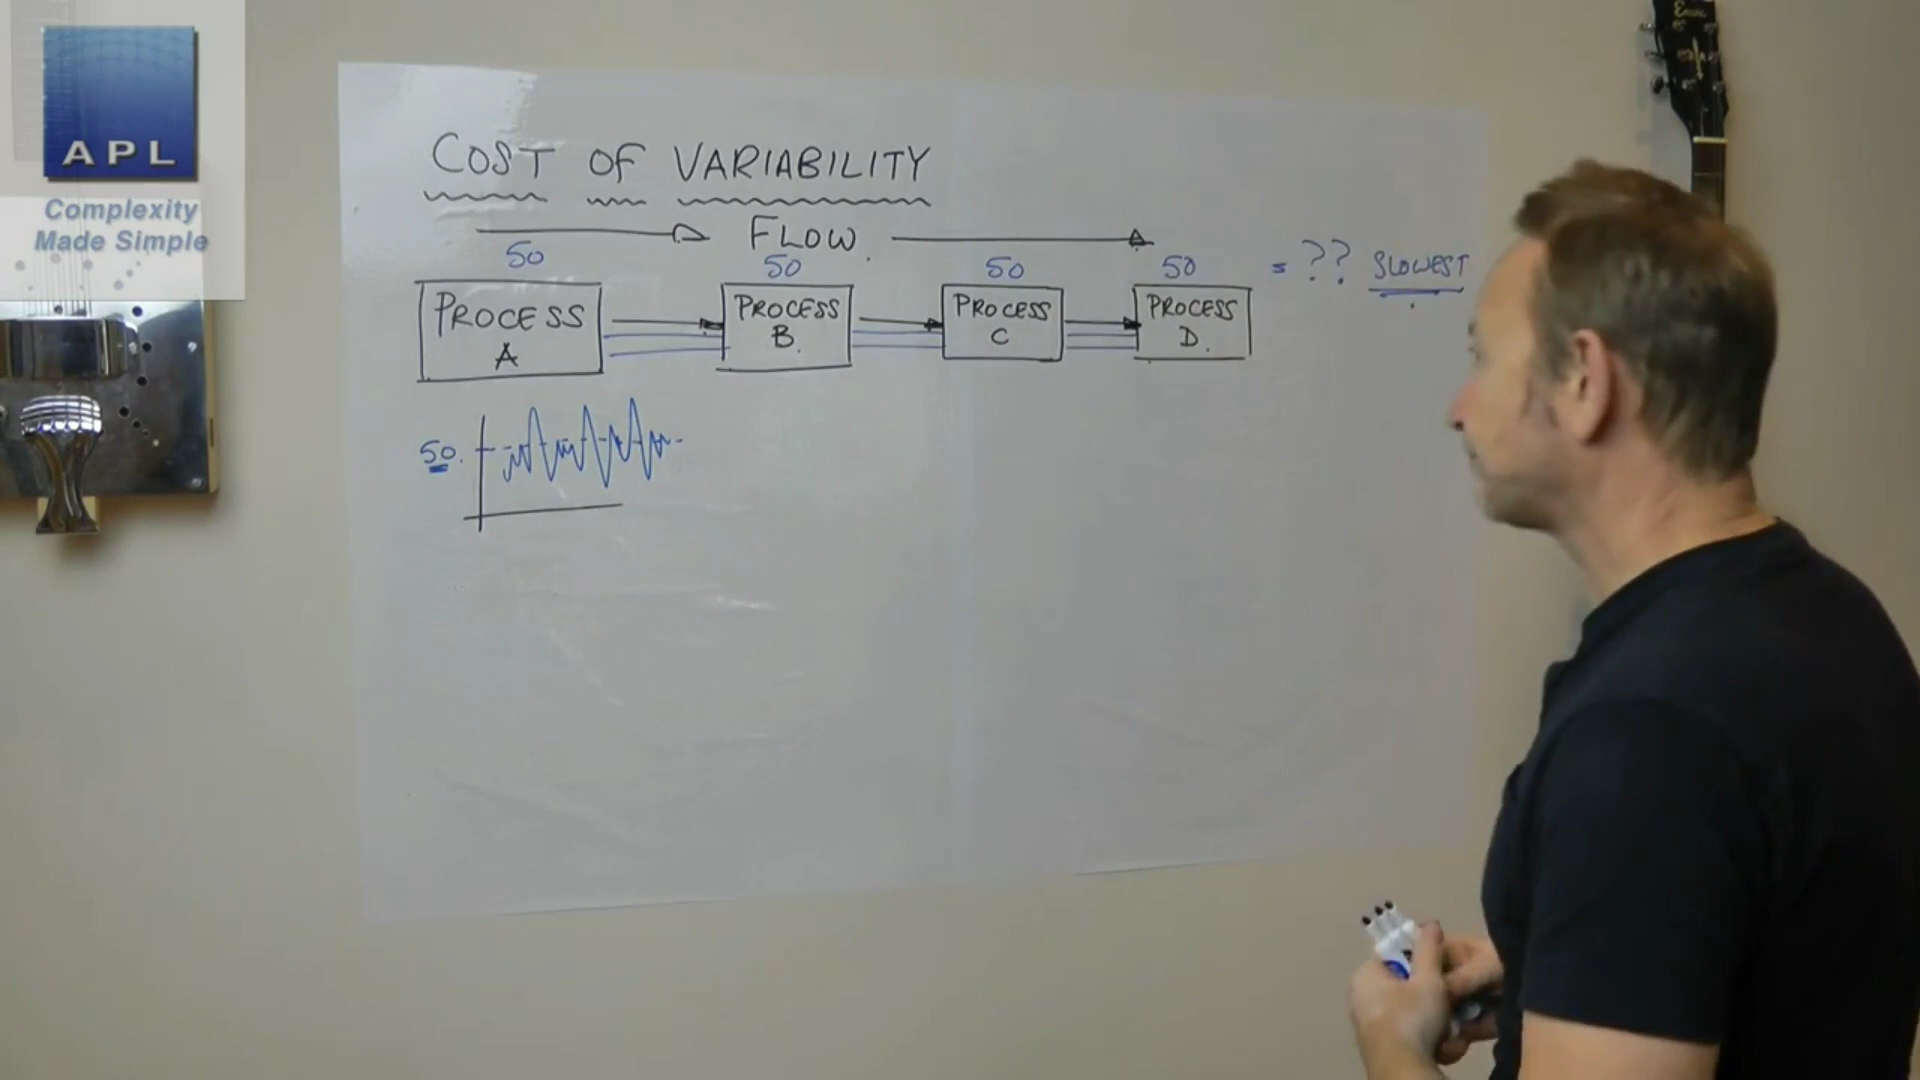 APL
Complexity
Made Simple
COST OF VARIABILITY
FLOW.
50 50 50 50 = ?? SLOWEST
PROCESS A
PROCESS B.
PROCESS C
PROCESS D.
50.